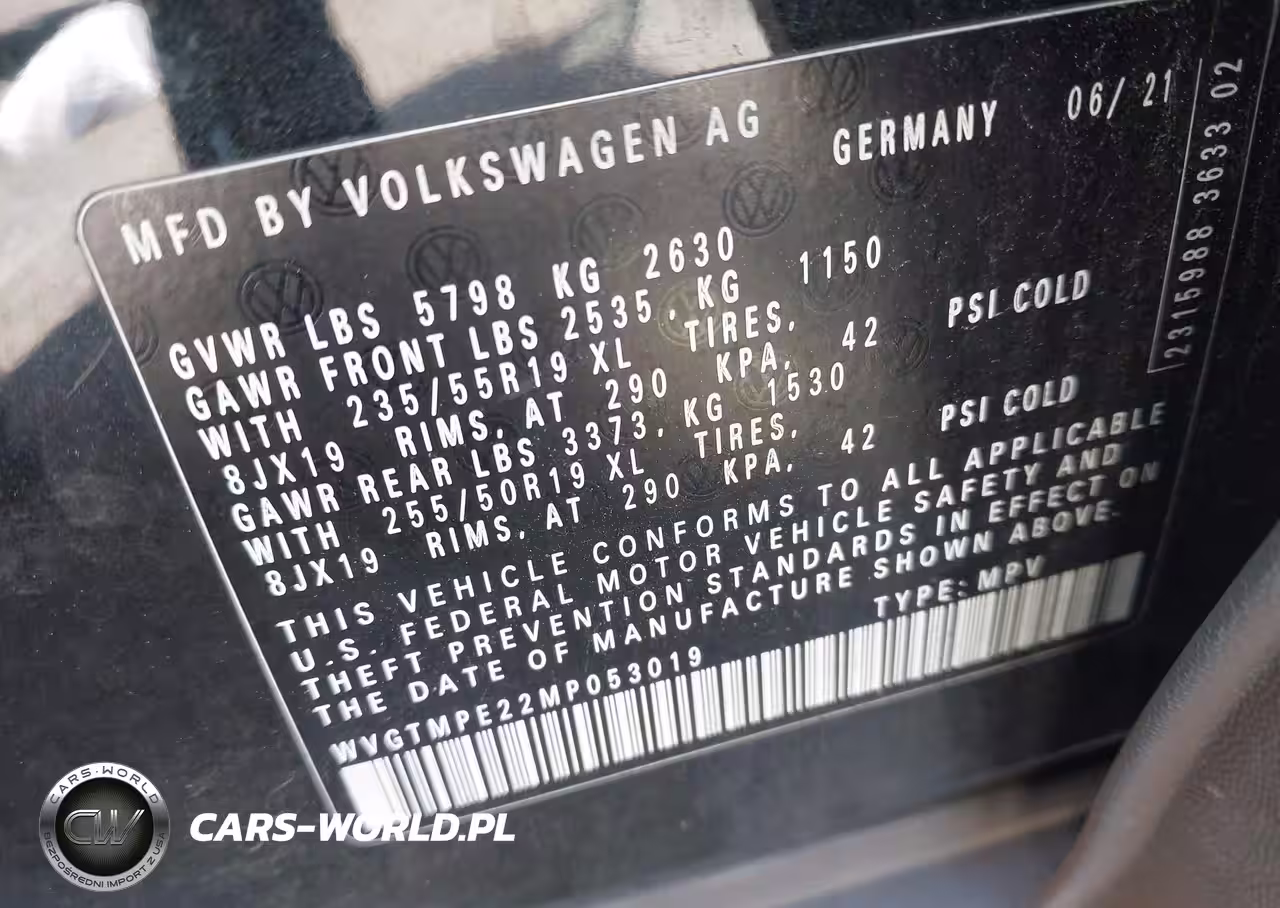 MFD BY VOLKSWAGEN AG GERMANY 06/ 21
GVWR LBS 5798 KG 2630
GAWR FRONT LBS 2535, KG 1150
WITH 235/55R19 XL TIRES,
8JX19 RIMS, AT 290 KPA, 42 PSI COLD
GAWR REAR LBS 3373, KG 1530
WITH 255/50R19 XL TIRES,
8JX19 RIMS, AT 290 KPA, 42 PSI COLD
THIS VEHICLE CONFORMS TO ALL APPLICABLE
U.S. FEDERAL MOTOR VEHICLE SAFETY AND
THEFT PREVENTION STANDARDS IN EFFECT ON
THE DATE OF MANUFACTURE SHOWN ABOVE.
WVGTMPE22MP053019 TYPE: MPV
2315988 3633 02
CARS-WORLD
CW
BEZPOŚREDNI IMPORT Z USA
CARS-WORLD.PL